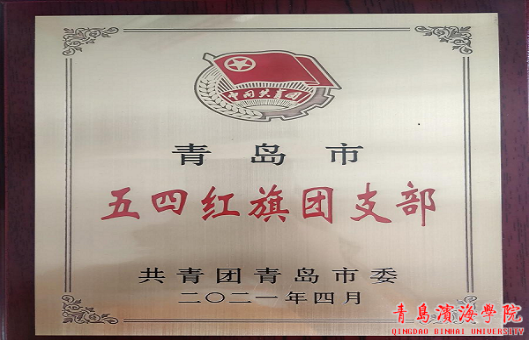 中国共青团
青岛市
五四红旗团支部
共青团青岛市委
二〇二一年四月
青島濱海學院
QINGDAO BINHAI UNIVERSITY